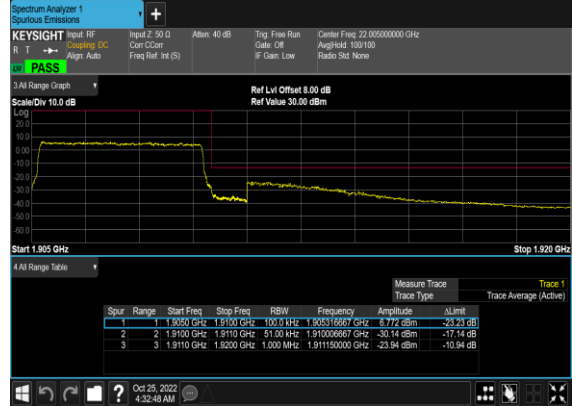 Spectrum Analyzer 1
Spurious Emissions
KEYSIGHT Input: RF Input Z: 50 Ω Atten: 40 dB Trig: Free Run Center Freq: 22.005000000 GHz
R T Coupling: DC Corr CCorr Gate: Off Avg|Hold: 100/100
Align: Auto Freq Ref: Int (S) IF Gain: Low Radio Std: None
LW PASS
3 All Range Graph
Ref Lvl Offset 8.00 dB
Scale/Div 10.0 dB Ref Value 30.00 dBm
Log
20.0
10.0
0.00
-10.0
-20.0
-30.0
-40.0
-50.0
-60.0
Start 1.905 GHz Stop 1.920 GHz
4 All Range Table
Measure Trace Trace 1
Trace Type Trace Average (Active)
Spur Range Start Freq Stop Freq RBW Frequency Amplitude ΔLimit
1 1 1.9050 GHz 1.9100 GHz 100.0 kHz 1.905316667 GHz 6.772 dBm -23.23 dB
2 2 1.9100 GHz 1.9110 GHz 51.00 kHz 1.910006667 GHz -30.14 dBm -17.14 dB
3 3 1.9110 GHz 1.9200 GHz 1.000 MHz 1.911150000 GHz -23.94 dBm -10.94 dB
Oct 25, 2022
4:32:48 AM